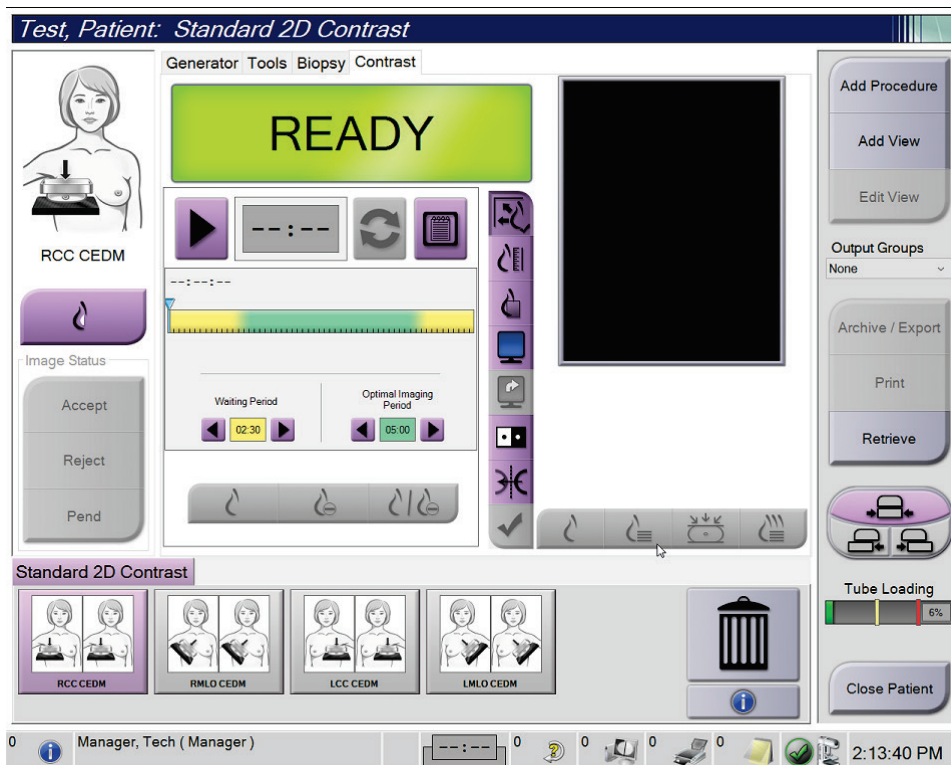 Test, Patient: Standard 2D Contrast
Generator Tools Biopsy Contrast
READY
--:--
RCC CEDM
--:--:--
Waiting Period
02:30
Optimal Imaging
Period
05:00
Image Status
Accept
Reject
Pend
Add Procedure
Add View
Edit View
Output Groups
None
Archive / Export
Print
Retrieve
Tube Loading
6%
Close Patient
Standard 2D Contrast
RCC CEDM
RMLO CEDM
LCC CEDM
LMLO CEDM
0 Manager, Tech ( Manager ) --:-- 0 0 0 0 2:13:40 PM